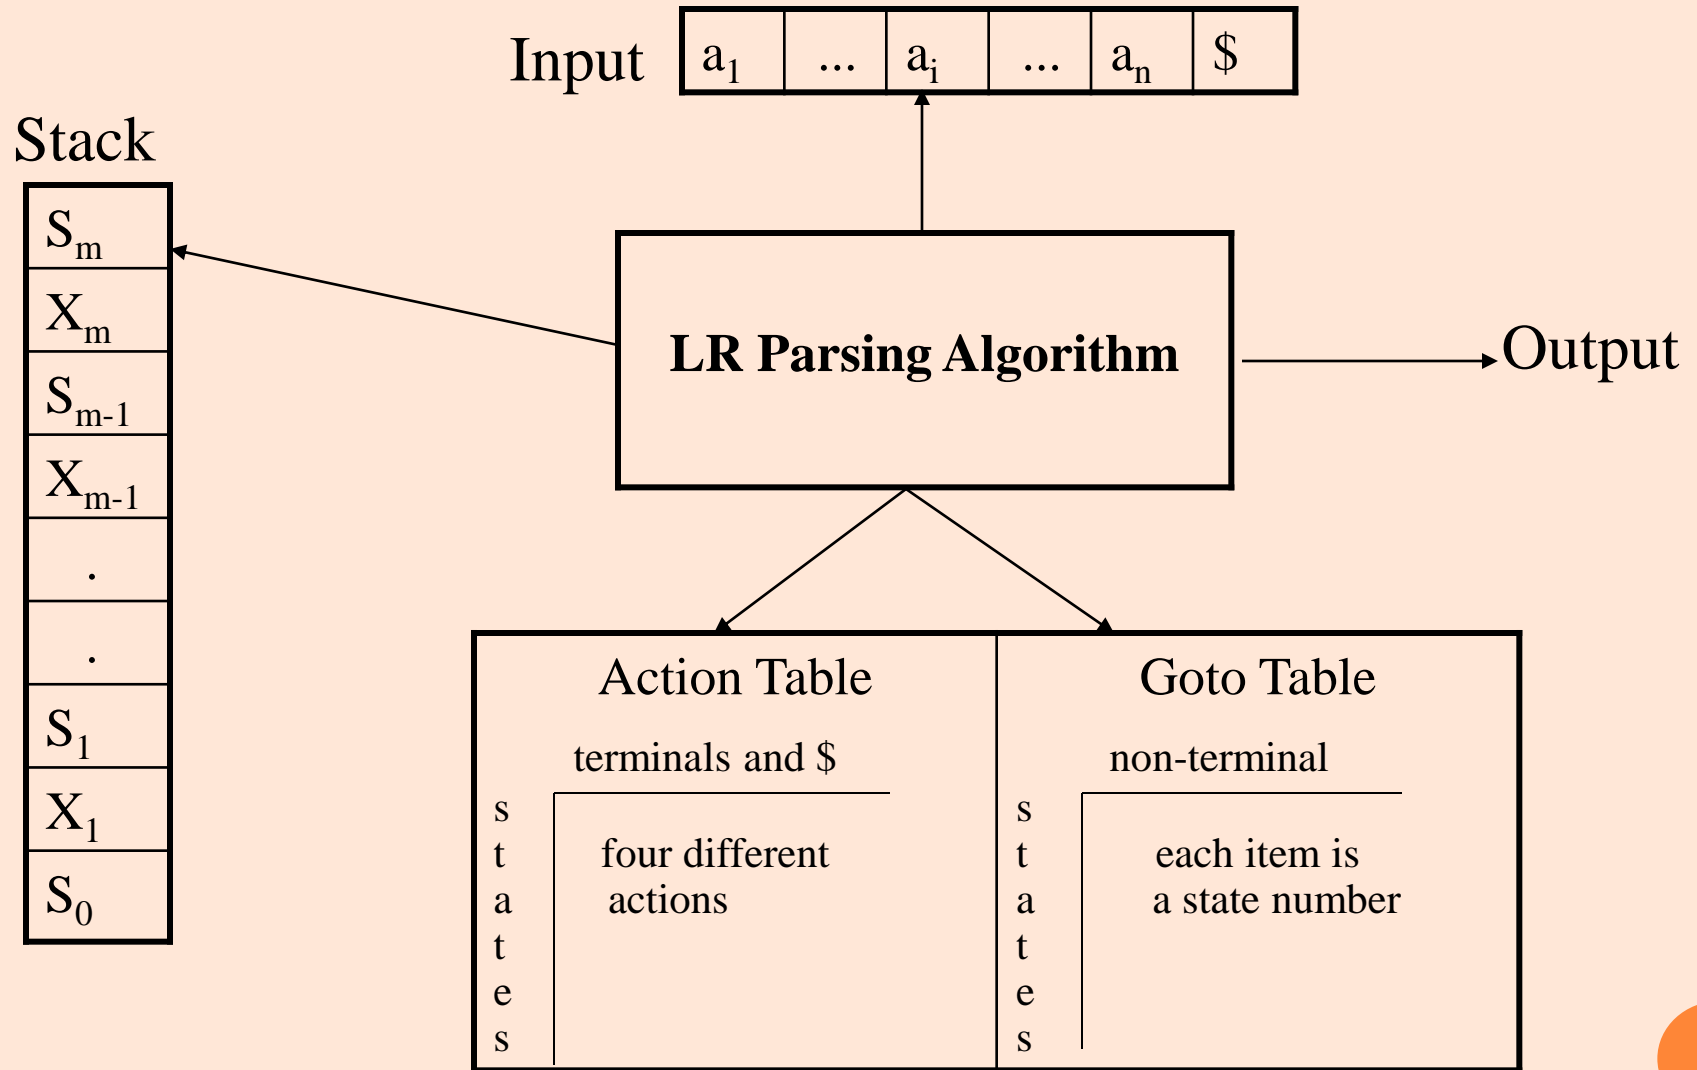 Input a₁ ... aᵢ ... aₙ $
Stack
Sₘ
Xₘ
Sₘ₋₁
Xₘ₋₁
.
.
S₁
X₁
S₀
LR Parsing Algorithm
Output
Action Table
terminals and $
s
t
a
t
e
s
four different
actions
Goto Table
non-terminal
s
t
a
t
e
s
each item is
a state number